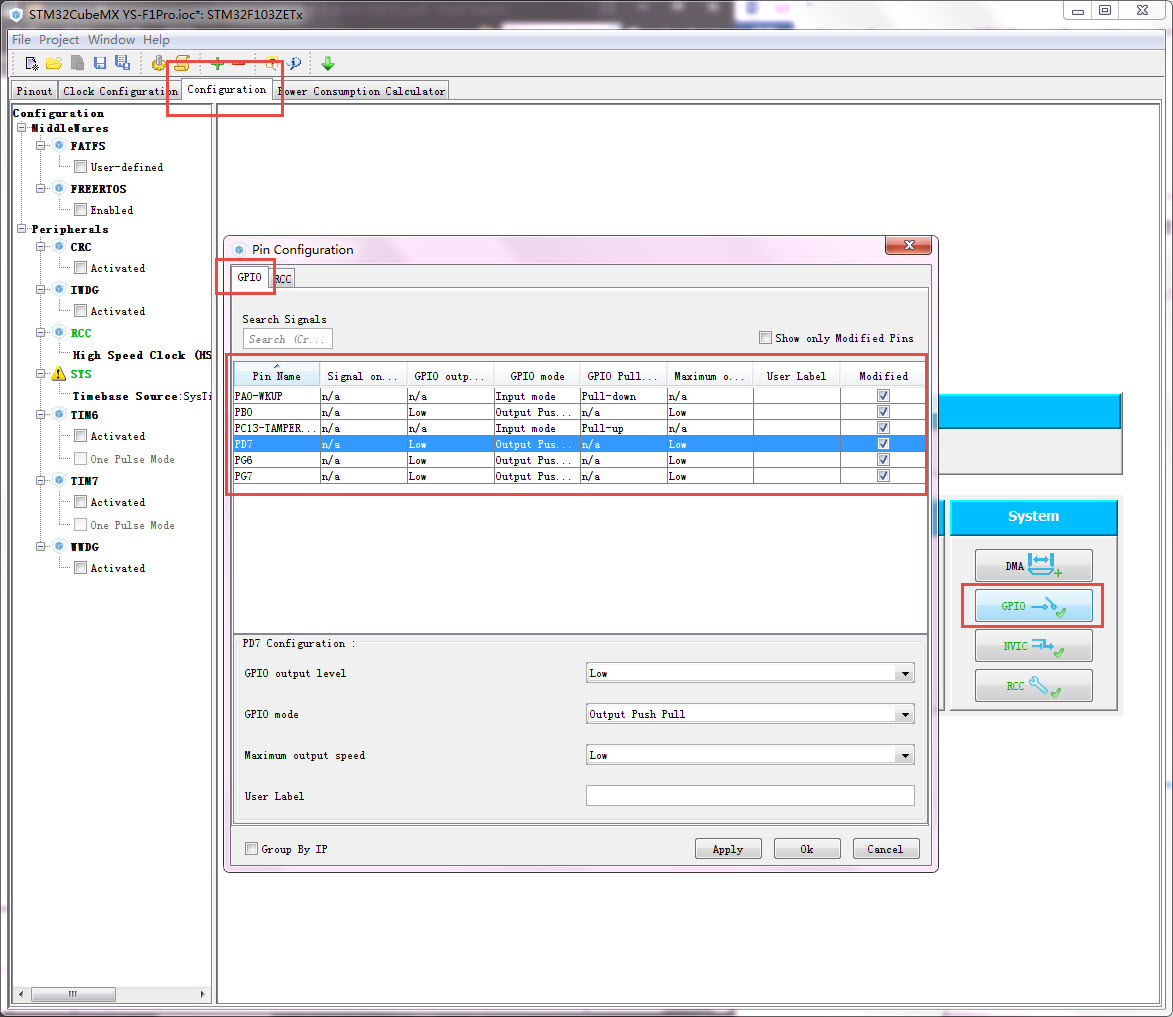 STM32CubeMX YS-F1Pro.ioc*: STM32F103ZETx
File Project Window Help
Pinout Clock Configuration Configuration Power Consumption Calculator
Configuration
MiddleWares
FATFS
User-defined
FREERTOS
Enabled
Peripherals
CRC
Activated
IWDG
Activated
RCC
High Speed Clock (HS
SYS
Timebase Source:SysTi
TIM6
Activated
One Pulse Mode
TIM7
Activated
One Pulse Mode
WWDG
Activated
Pin Configuration
GPIO RCC
Search Signals
Search (Cr...
Show only Modified Pins
Pin Name Signal on... GPIO outp... GPIO mode GPIO Pull... Maximum o... User Label Modified
PA0-WKUP n/a n/a Input mode Pull-down n/a
PB0 n/a Low Output Pus... n/a Low
PC13-TAMPER... n/a n/a Input mode Pull-up n/a
PD7 n/a Low Output Pus... n/a Low
PG6 n/a Low Output Pus... n/a Low
PG7 n/a Low Output Pus... n/a Low
PD7 Configuration :
GPIO output level Low
GPIO mode Output Push Pull
Maximum output speed Low
User Label
Group By IP
Apply Ok Cancel
System
DMA
GPIO
NVIC
RCC